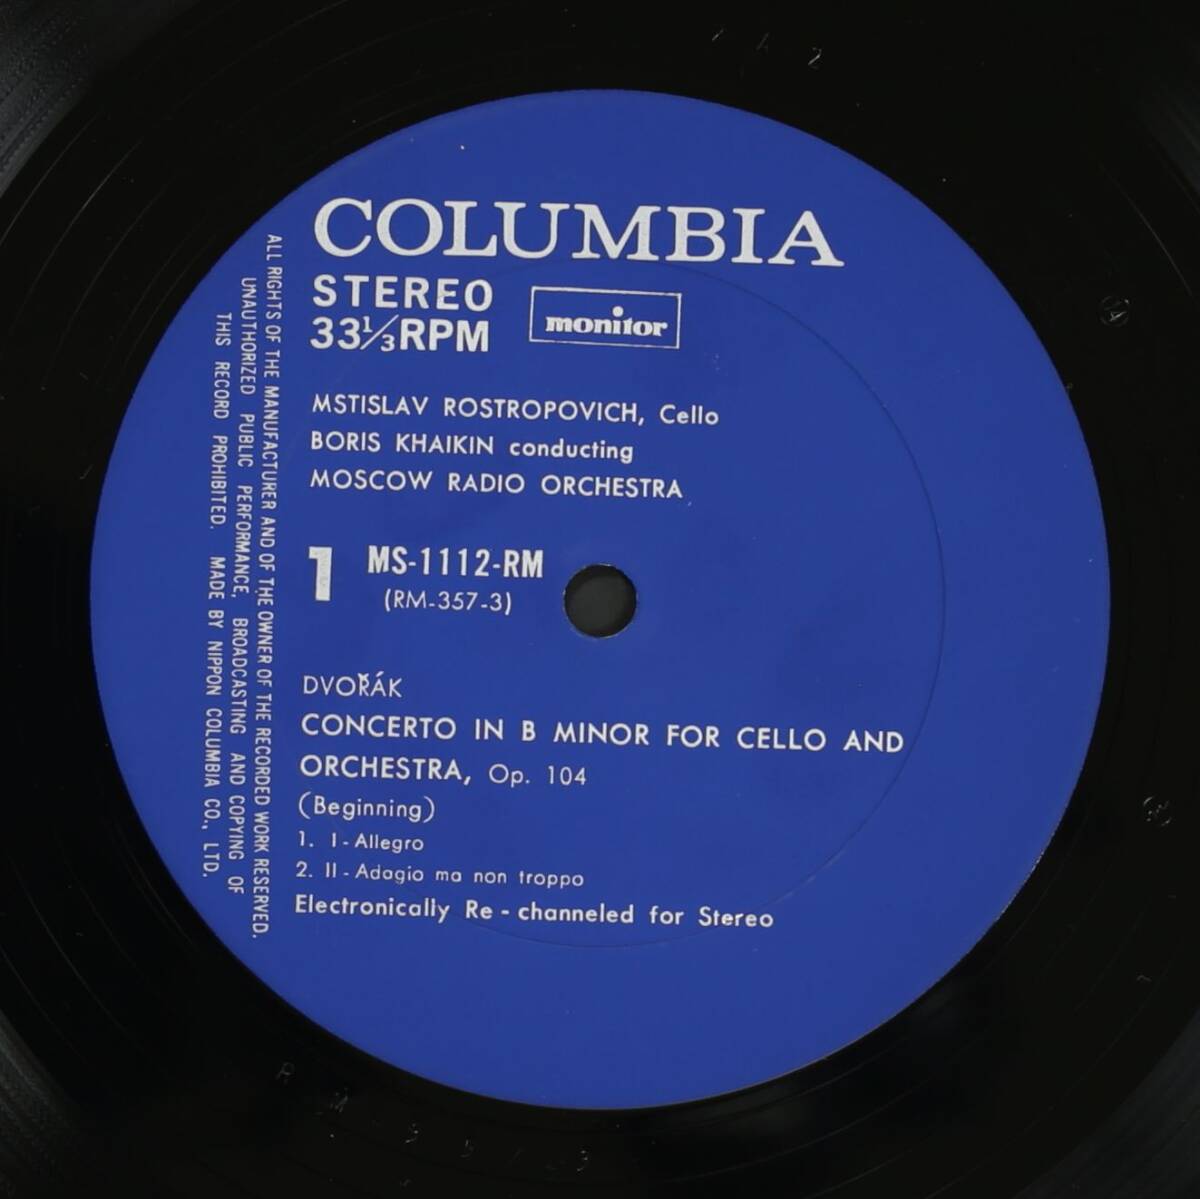 COLUMBIA
STEREO
33⅓RPM
monitor
MSTISLAV ROSTROPOVICH, Cello
BORIS KHAIKIN conducting
MOSCOW RADIO ORCHESTRA
1 MS-1112-RM
(RM-357-3)
DVOŘÁK
CONCERTO IN B MINOR FOR CELLO AND
ORCHESTRA, Op. 104
(Beginning)
1. I - Allegro
2. II - Adagio ma non troppo
Electronically Re - channeled for Stereo
ALL RIGHTS OF THE MANUFACTURER AND OF THE OWNER OF THE RECORDED WORK RESERVED.
UNAUTHORIZED PUBLIC PERFORMANCE, BROADCASTING AND COPYING OF
THIS RECORD PROHIBITED. MADE BY NIPPON COLUMBIA CO., LTD.